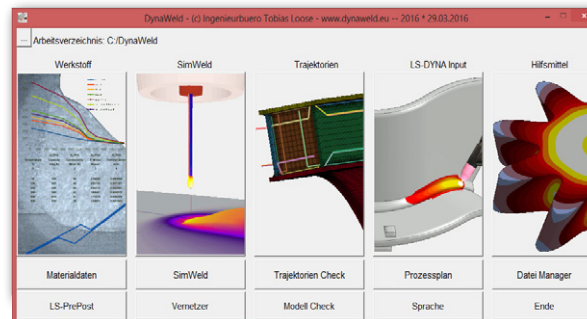 DynaWeld - (c) Ingenieurbuero Tobias Loose - www.dynaweld.eu -- 2016 * 29.03.2016
... Arbeitsverzeichnis: C:/DynaWeld
Werkstoff SimWeld Trajektorien LS-DYNA Input Hilfsmittel
Materialdaten SimWeld Trajektorien Check Prozessplan Datei Manager
LS-PrePost Vernetzer Modell Check Sprache Ende